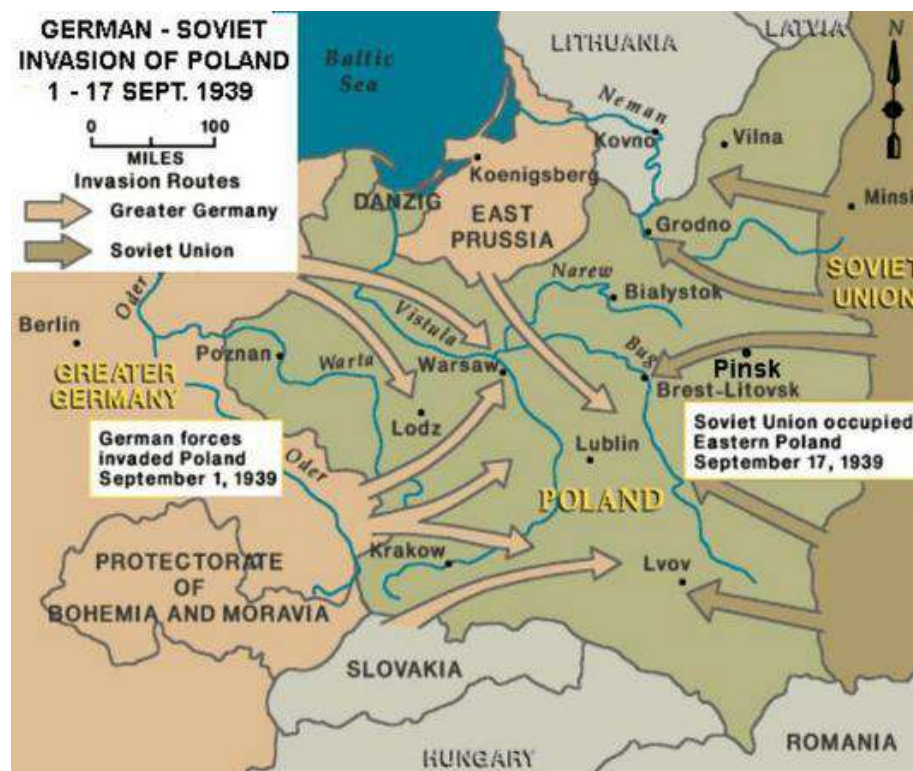 GERMAN - SOVIET
INVASION OF POLAND
1 - 17 SEPT. 1939
0 100
MILES
Invasion Routes
Greater Germany
Soviet Union
Baltic
Sea
LITHUANIA
LATVIA
N
Neman
Kovno
Vilna
Koenigsberg
Minsk
DANZIG
EAST
PRUSSIA
Grodno
SOVIET
UNION
Oder
Narew
Bialystok
Berlin
Vistula
Poznan
Warta
Warsaw
Bug
Pinsk
Brest-Litovsk
GREATER
GERMANY
Lodz
German forces
invaded Poland
September 1, 1939
Soviet Union occupied
Eastern Poland
September 17, 1939
Oder
Lublin
POLAND
PROTECTORATE
OF
BOHEMIA AND MORAVIA
Krakow
Lvov
SLOVAKIA
HUNGARY
ROMANIA